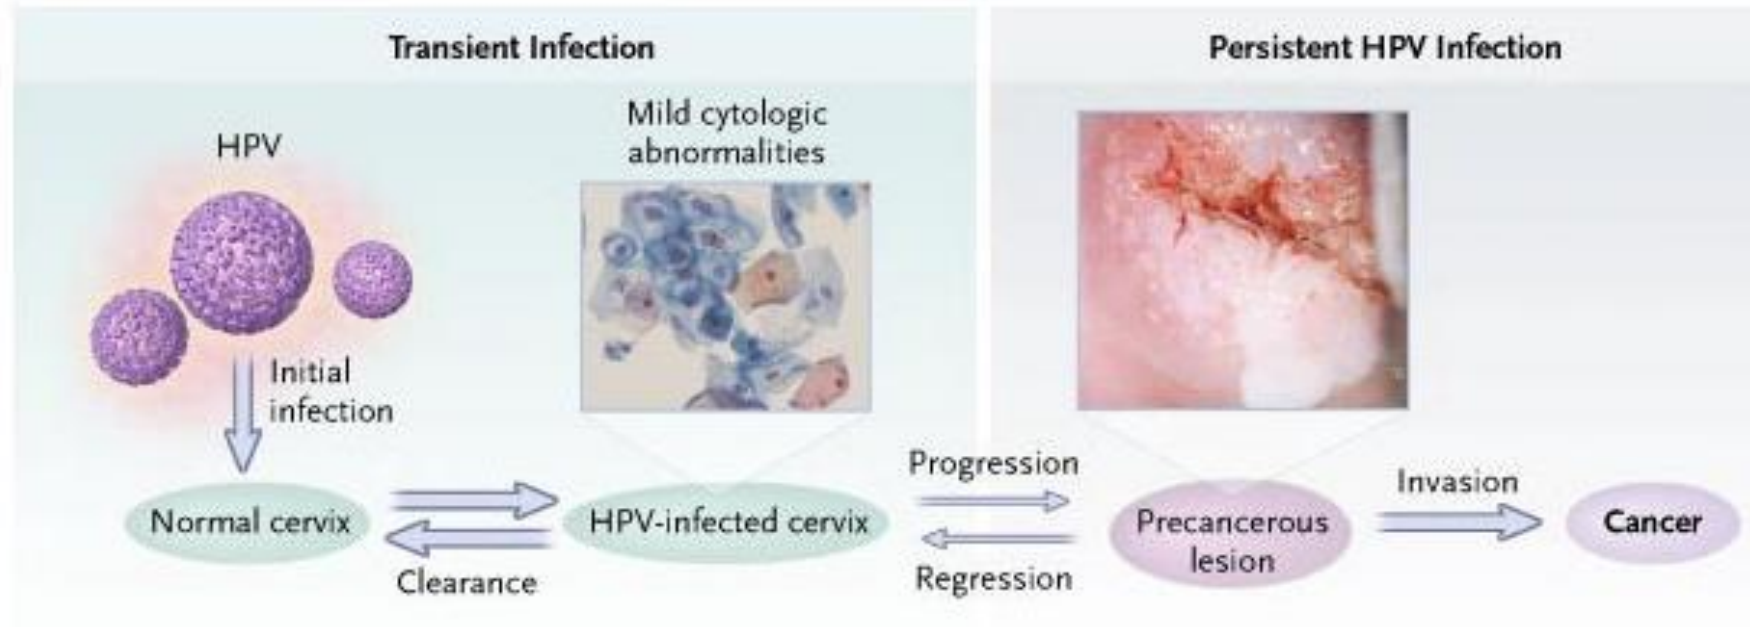 Transient Infection
Persistent HPV Infection
HPV
Mild cytologic
abnormalities
Initial
infection
Normal cervix
Clearance
HPV-infected cervix
Progression
Regression
Precancerous
lesion
Invasion
Cancer